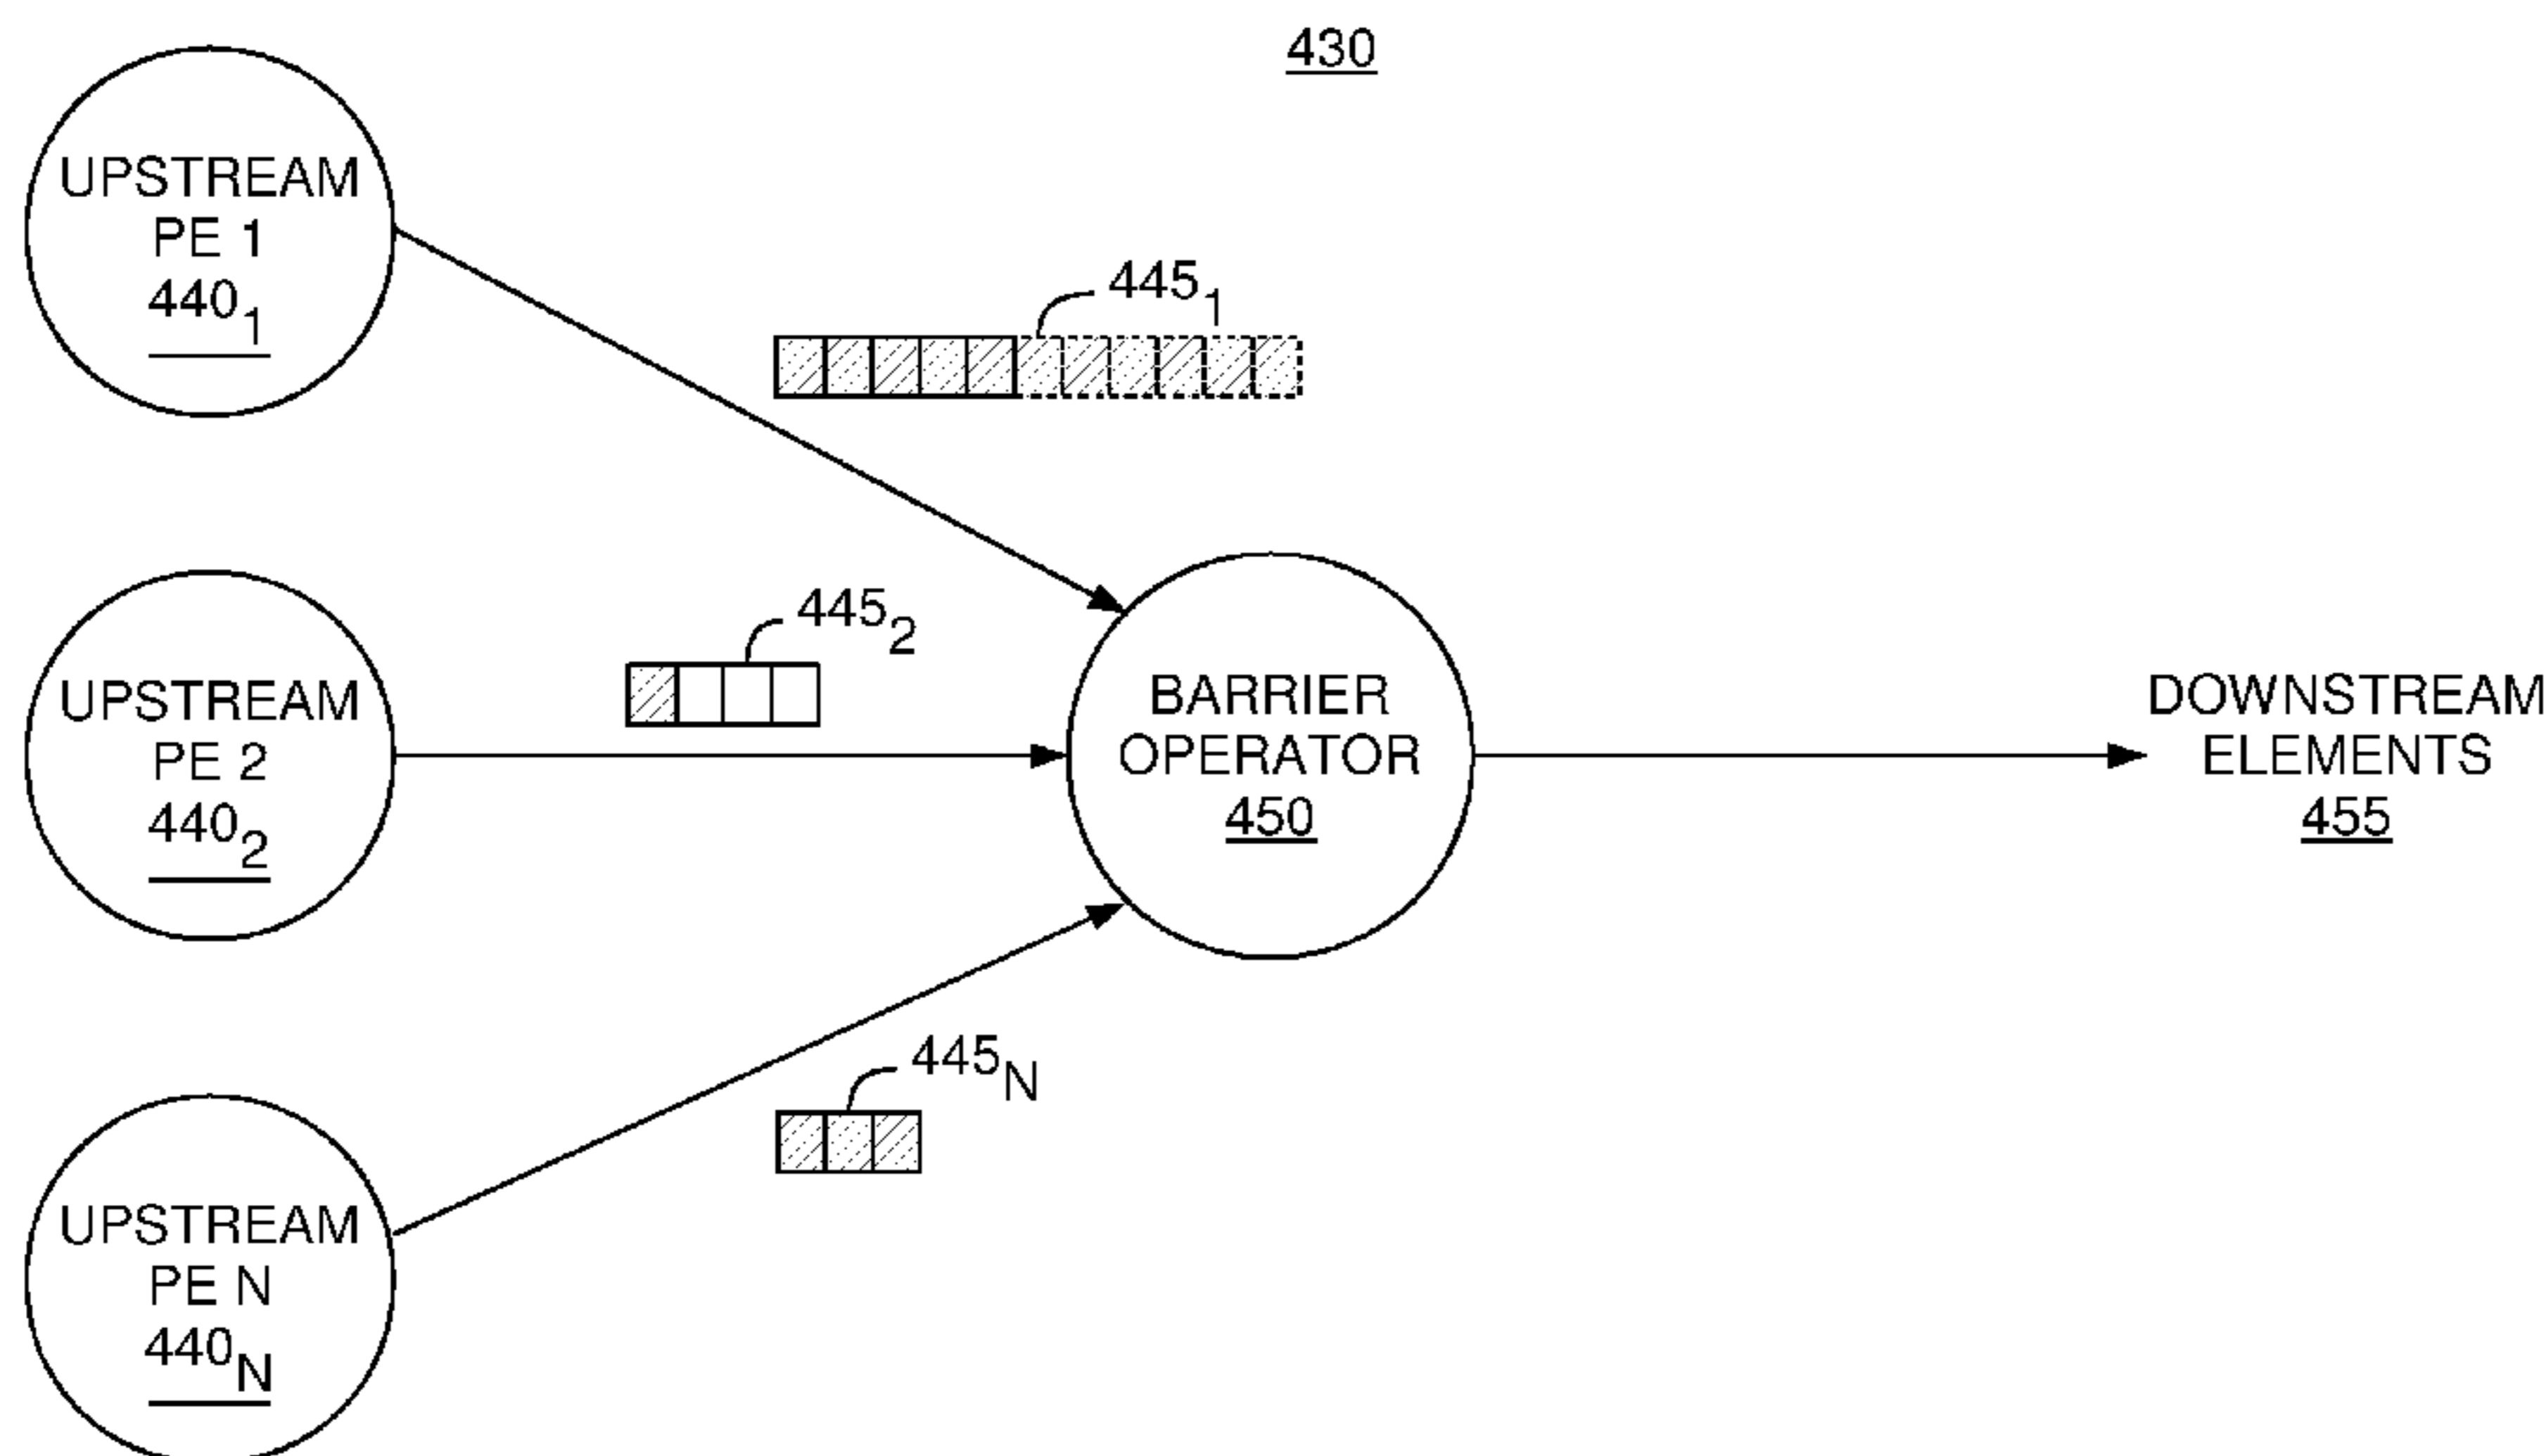 430
UPSTREAM
PE 1
440₁
445₁
UPSTREAM
PE 2
440₂
445₂
BARRIER
OPERATOR
450
DOWNSTREAM
ELEMENTS
455
UPSTREAM
PE N
440N
445N